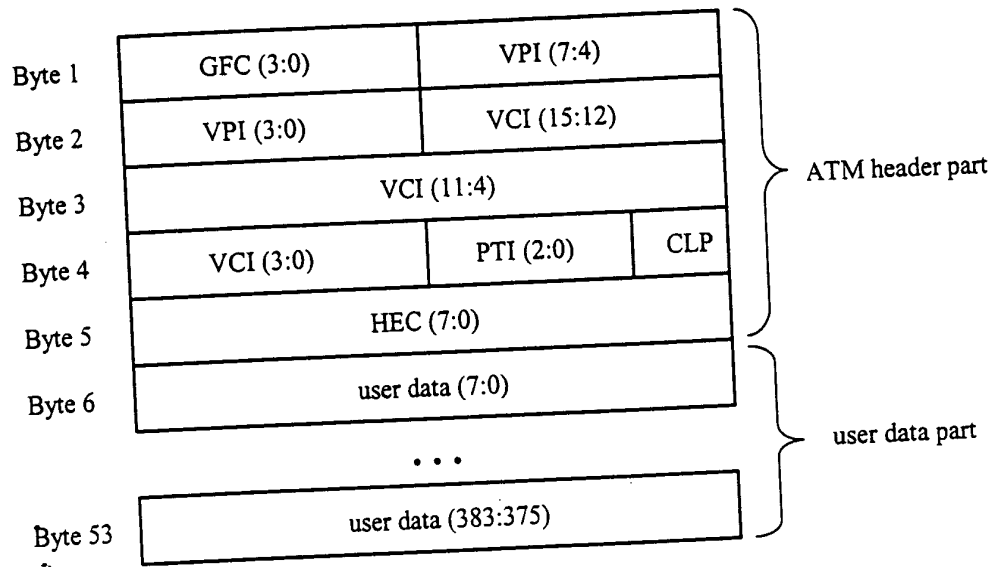 Byte 1 GFC (3:0) VPI (7:4)
Byte 2 VPI (3:0) VCI (15:12)
Byte 3 VCI (11:4)
ATM header part
Byte 4 VCI (3:0) PTI (2:0) CLP
Byte 5 HEC (7:0)
Byte 6 user data (7:0)
user data part
...
Byte 53 user data (383:375)